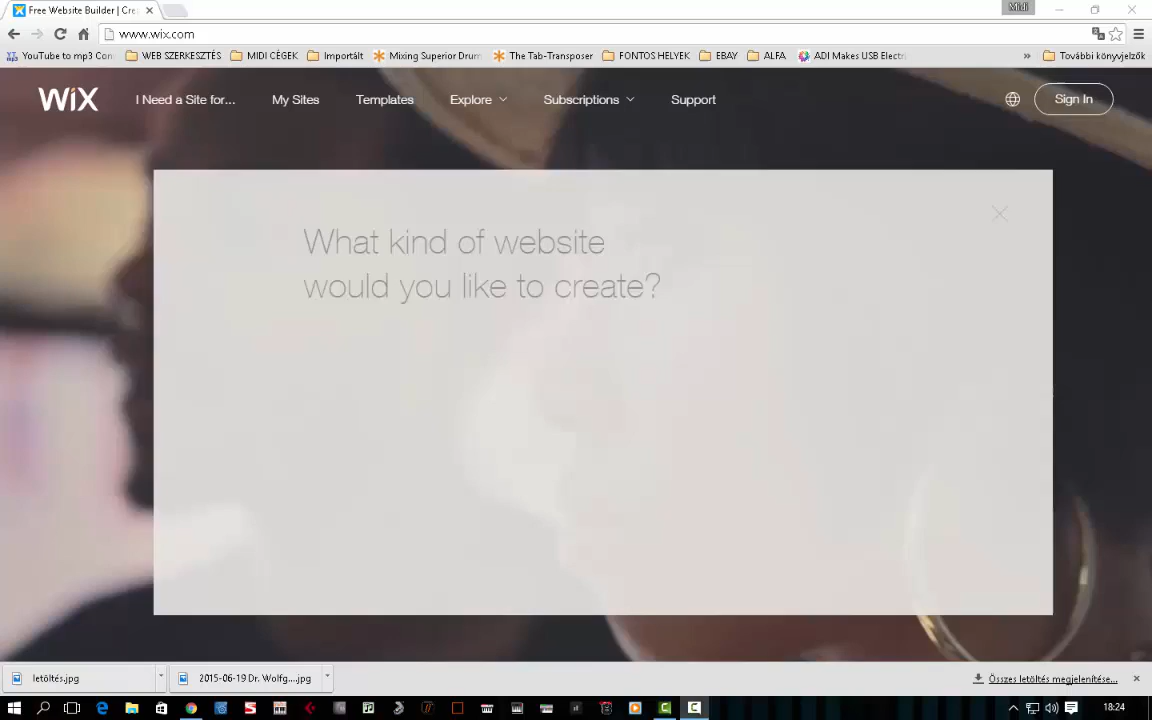 Free Website Builder | Cre
Midi
www.wix.com
YouTube to mp3 Con
WEB SZERKESZTÉS
MIDI CÉGEK
Importált
Mixing Superior Drum
The Tab-Transposer
FONTOS HELYEK
EBAY
ALFA
ADI Makes USB Electri
»
További könyvjelzők
WiX
I Need a Site for...
My Sites
Templates
Explore
Subscriptions
Support
Sign In
What kind of website
would you like to create?
letöltés.jpg
2015-06-19 Dr. Wolfg....jpg
Összes letöltés megjelenítése...
18:24